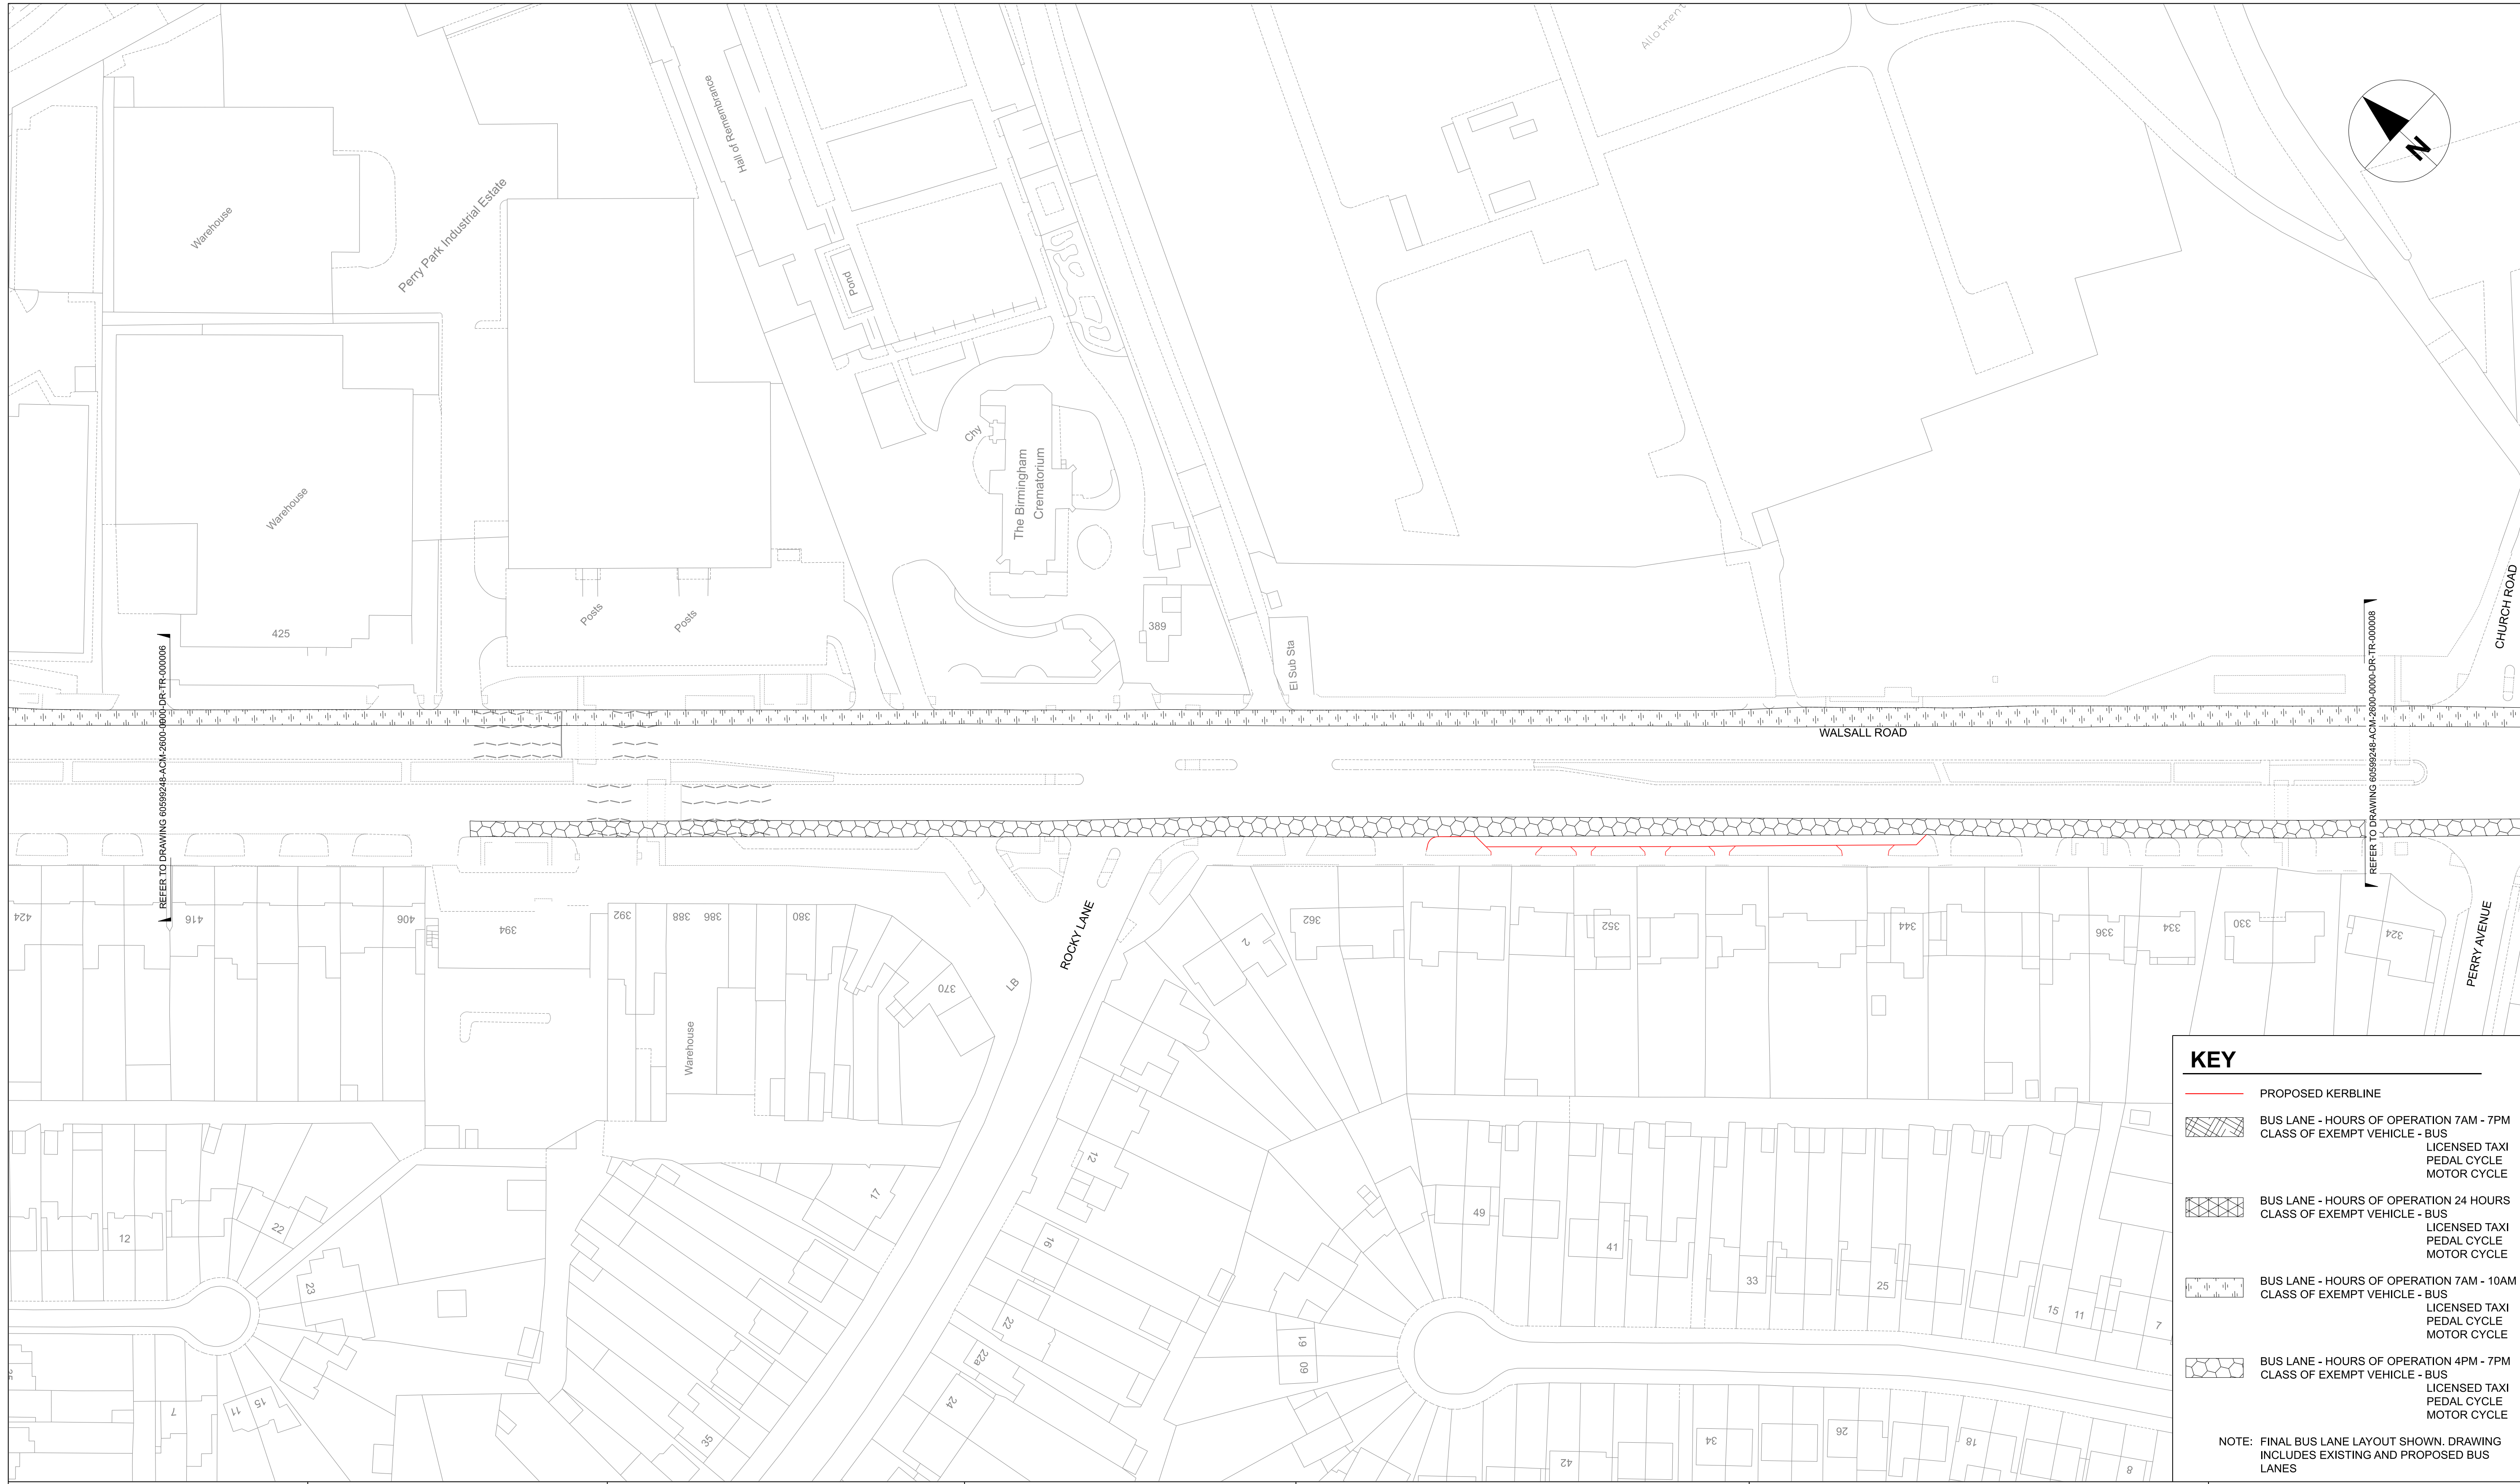 Allotment
N
Hall of Remembrance
Warehouse
Perry Park Industrial Estate
Pond
Chy
The Birmingham
Crematorium
Warehouse
Posts
Posts
389
425
El Sub Sta
CHURCH ROAD
REFER TO DRAWING 60599248-ACM-2600-0000-DR-TR-000006
REFER TO DRAWING 60599248-ACM-2600-0000-DR-TR-000008
WALSALL ROAD
424
416
406
394
392
388
386
380
370
LB
ROCKY LANE
2
362
352
344
336
334
330
324
PERRY AVENUE
Warehouse
12
22
23
17
12
16
22
22a
24
35
7
11
15
49
41
33
25
15
11
7
61
60
42
34
26
18
8
KEY
PROPOSED KERBLINE
BUS LANE - HOURS OF OPERATION 7AM - 7PM
CLASS OF EXEMPT VEHICLE - BUS
LICENSED TAXI
PEDAL CYCLE
MOTOR CYCLE
BUS LANE - HOURS OF OPERATION 24 HOURS
CLASS OF EXEMPT VEHICLE - BUS
LICENSED TAXI
PEDAL CYCLE
MOTOR CYCLE
BUS LANE - HOURS OF OPERATION 7AM - 10AM
CLASS OF EXEMPT VEHICLE - BUS
LICENSED TAXI
PEDAL CYCLE
MOTOR CYCLE
BUS LANE - HOURS OF OPERATION 4PM - 7PM
CLASS OF EXEMPT VEHICLE - BUS
LICENSED TAXI
PEDAL CYCLE
MOTOR CYCLE
NOTE: FINAL BUS LANE LAYOUT SHOWN. DRAWING
INCLUDES EXISTING AND PROPOSED BUS
LANES